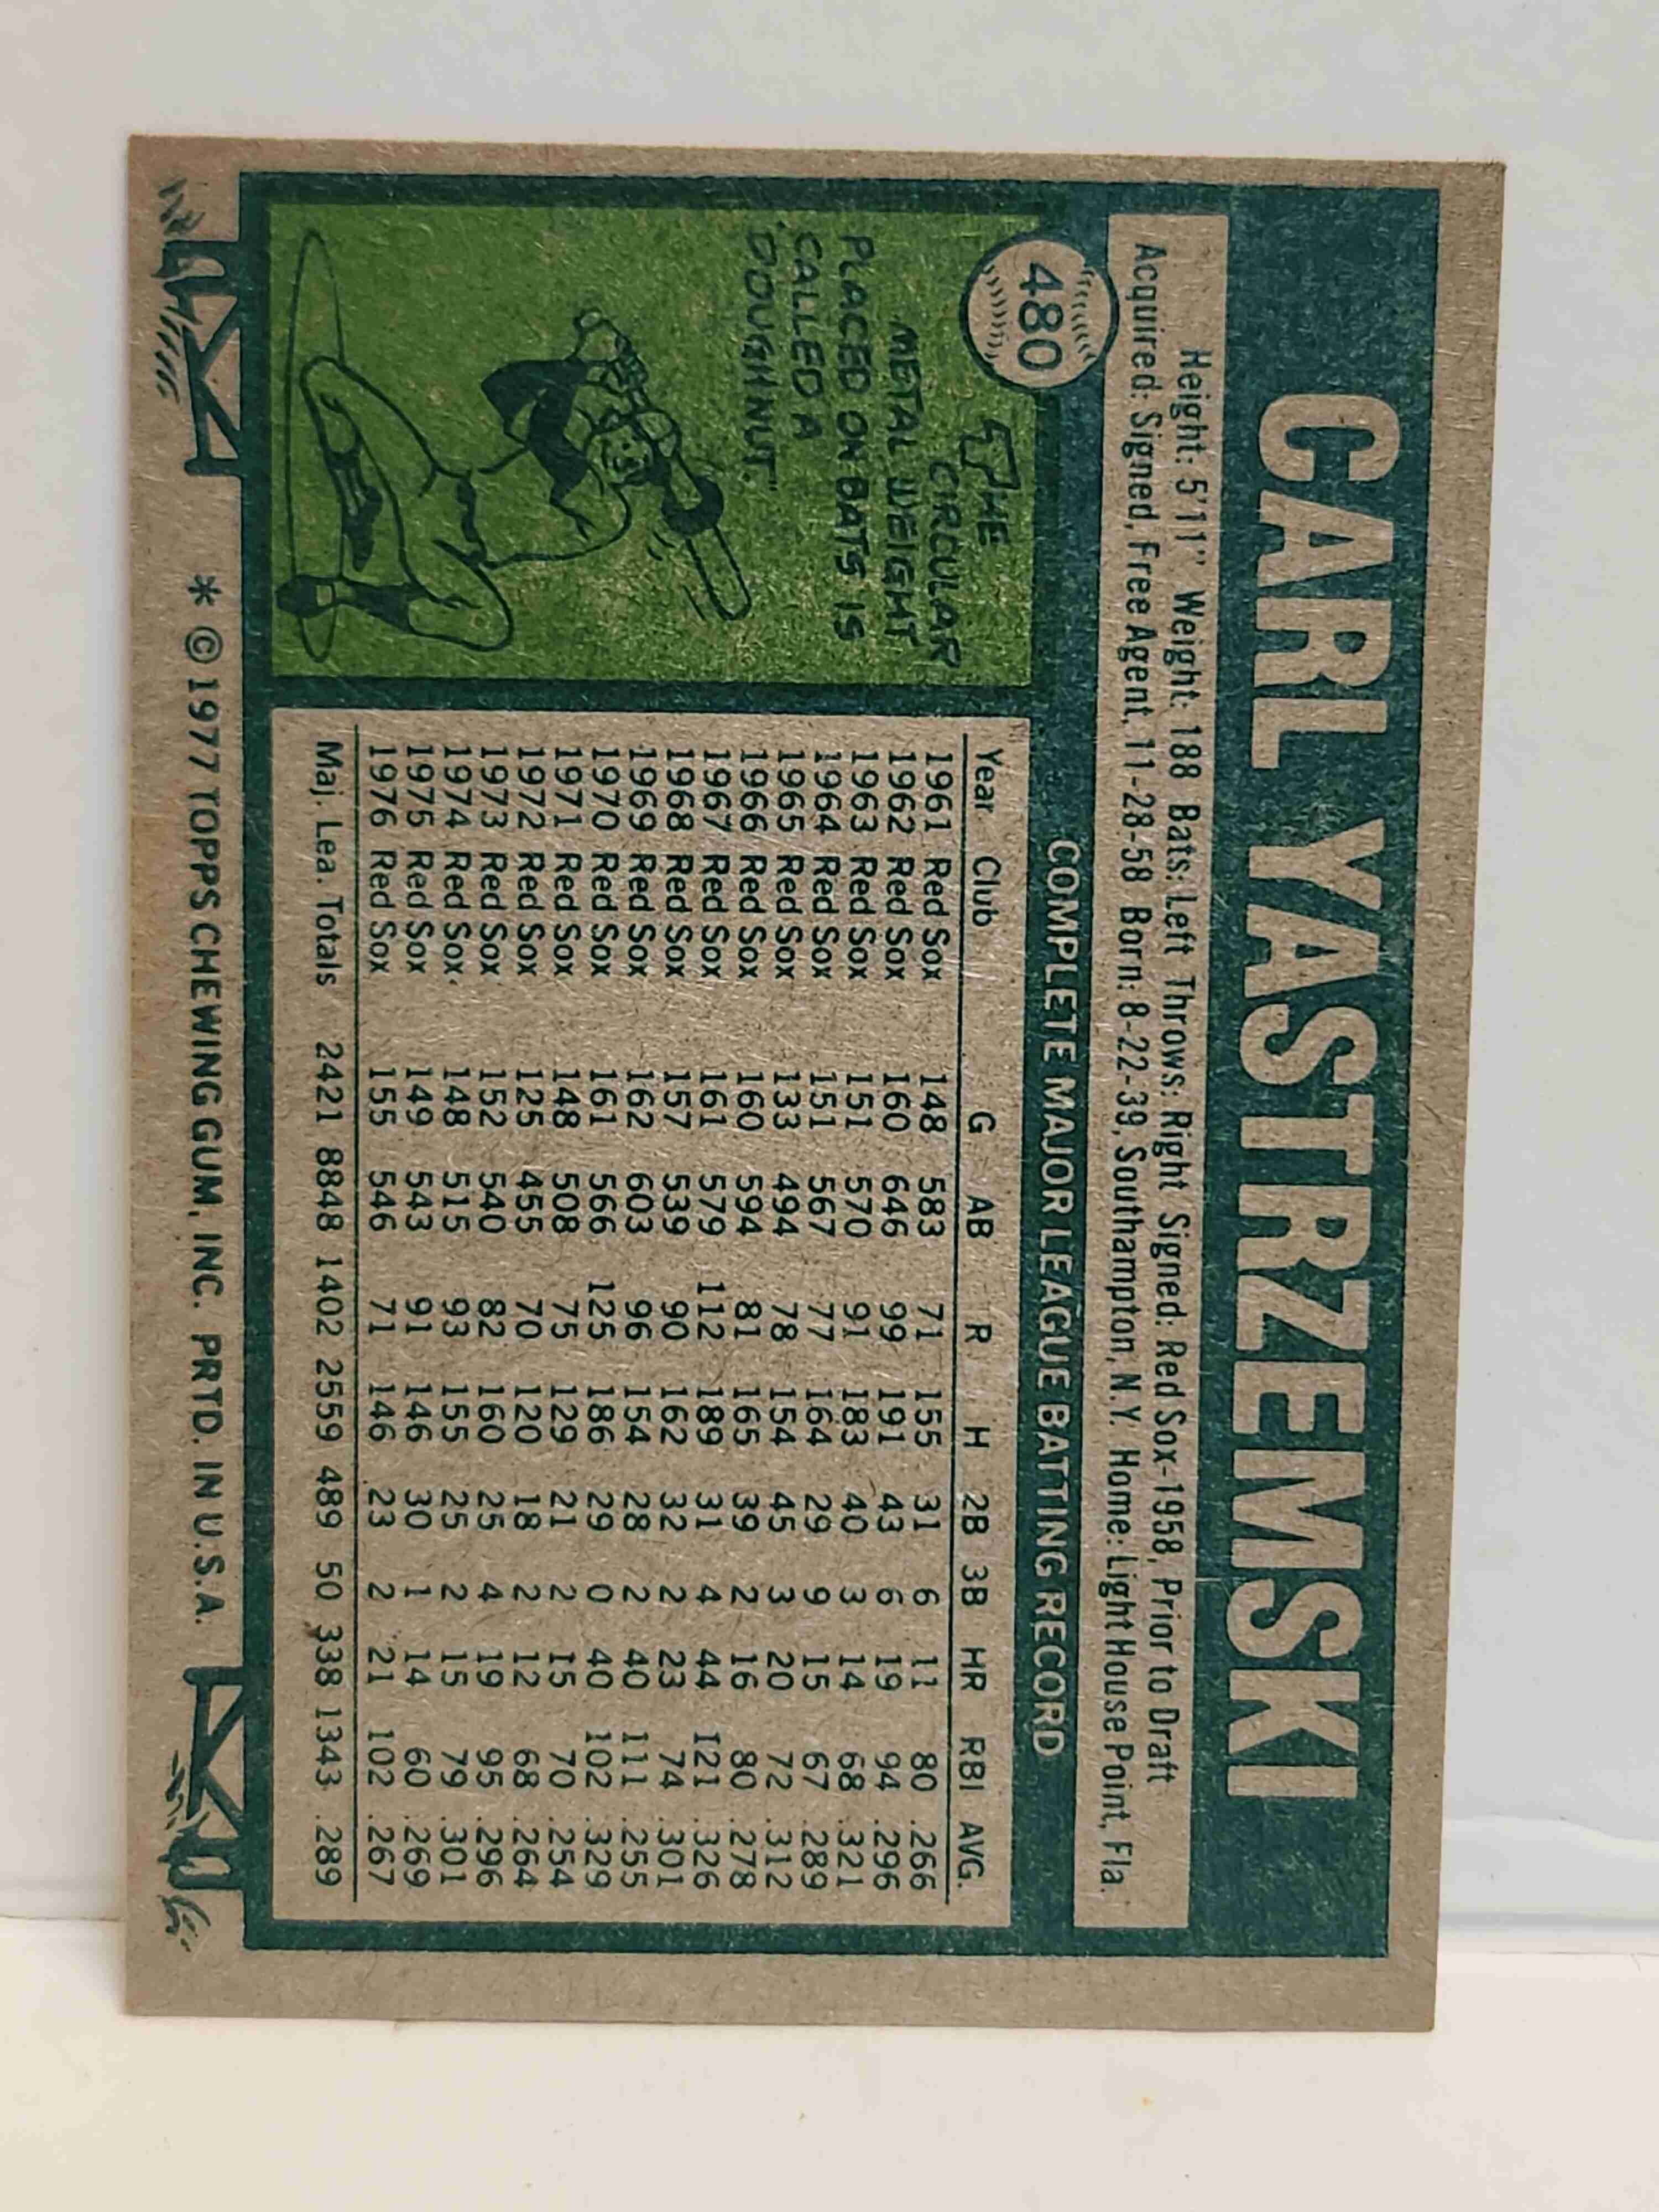 CARL YASTRZEMSKI
Height: 5'11" Weight: 188 Bats: Left Throws: Right Signed: Red Sox-1958, Prior to Draft
Acquired: Signed, Free Agent, 11-28-58 Born: 8-22-39, Southampton, N.Y. Home: Light House Point, Fla.
480
COMPLETE MAJOR LEAGUE BATTING RECORD
THE
CIRCULAR
METAL WEIGHT
PLACED ON BATS IS
CALLED A
"DOUGHNUT."
Year Club G AB R H 2B 3B HR RBI AVG.
1961 Red Sox 148 583 71 155 31 6 11 80 .266
1962 Red Sox 160 646 99 191 43 6 19 94 .296
1963 Red Sox 151 570 91 183 40 3 14 68 .321
1964 Red Sox 151 567 77 164 29 9 15 67 .289
1965 Red Sox 133 494 78 154 45 3 20 72 .312
1966 Red Sox 160 594 81 165 39 2 16 80 .278
1967 Red Sox 161 579 112 189 31 4 44 121 .326
1968 Red Sox 157 539 90 162 32 2 23 74 .301
1969 Red Sox 162 603 96 154 28 2 40 111 .255
1970 Red Sox 161 566 125 186 29 0 40 102 .329
1971 Red Sox 148 508 75 129 21 2 15 70 .254
1972 Red Sox 125 455 70 120 18 2 12 68 .264
1973 Red Sox 152 540 82 160 25 4 19 95 .296
1974 Red Sox 148 515 93 155 25 2 15 79 .301
1975 Red Sox 149 543 91 146 30 1 14 60 .269
1976 Red Sox 155 546 71 146 23 2 21 102 .267
Maj. Lea. Totals 2421 8848 1402 2559 489 50 338 1343 .289
* © 1977 TOPPS CHEWING GUM, INC. PRTD. IN U.S.A.